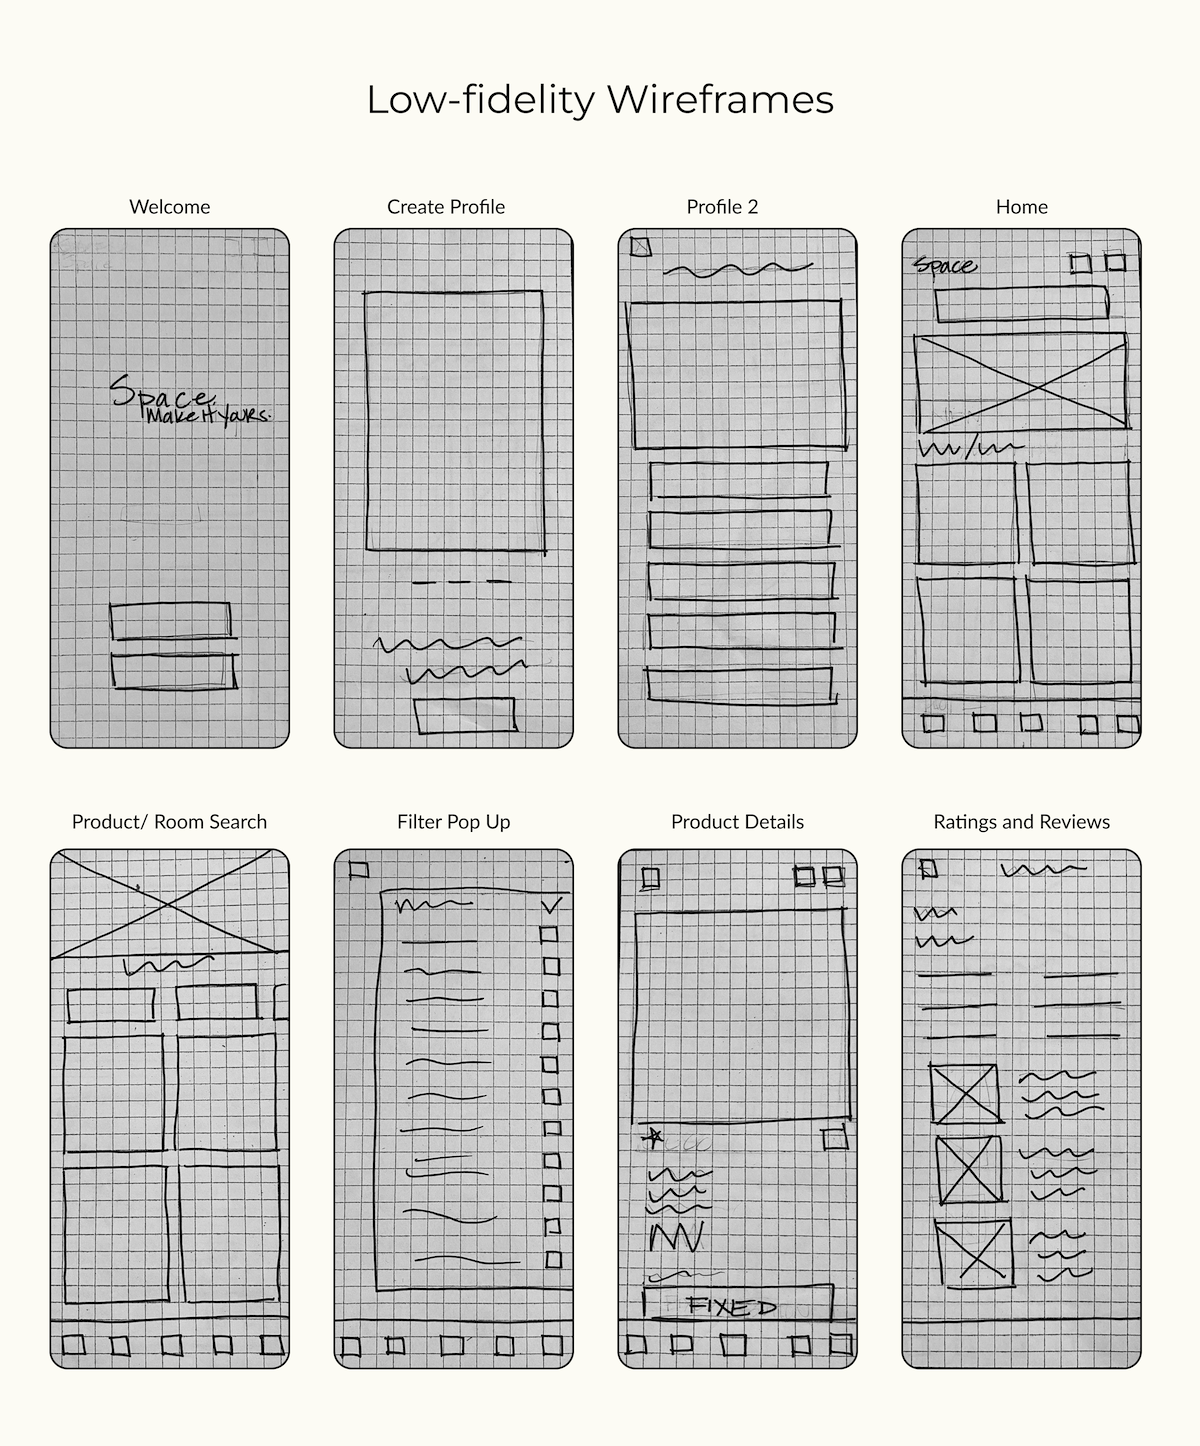 Low-fidelity Wireframes
Welcome
Create Profile
Profile 2
Home
Space.
Make it yours.
Space
Product/ Room Search
Filter Pop Up
Product Details
Ratings and Reviews
FIXED